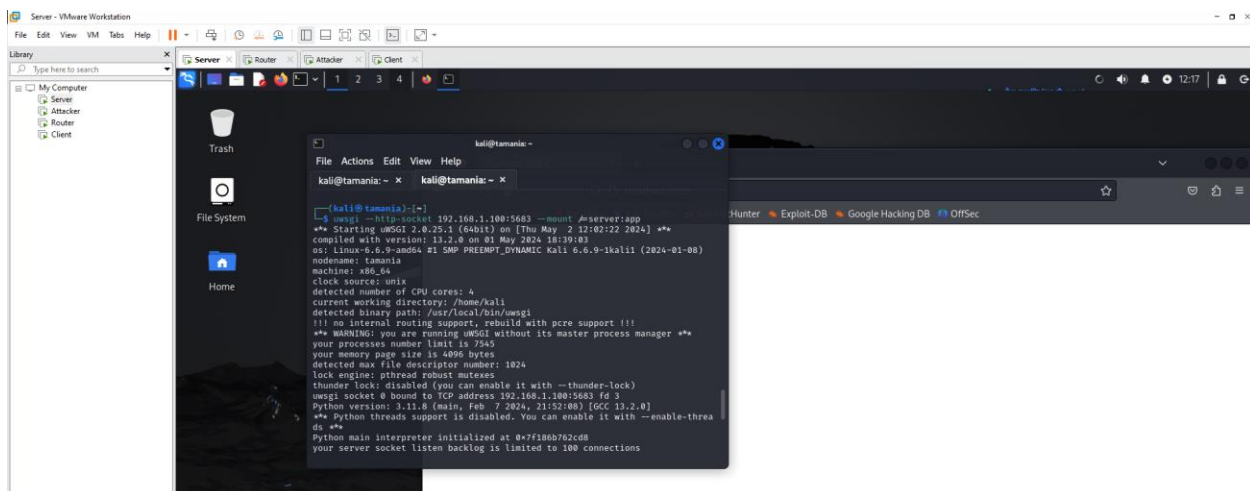 Server - VMware Workstation
File Edit View VM Tabs Help
Library
Type here to search
My Computer
Server
Attacker
Router
Client
Server Router Attacker Client
1 2 3 4
12:17
Trash
File System
Home
kali@tamania: ~
File Actions Edit View Help
kali@tamania: ~ kali@tamania: ~
(kali㉿tamania)-[~]
$ uwsgi --http-socket 192.168.1.100:5683 --mount /=server:app
*** Starting uWSGI 2.0.25.1 (64bit) on [Thu May  2 12:02:22 2024] ***
compiled with version: 13.2.0 on 01 May 2024 18:39:03
os: Linux-6.6.9-amd64 #1 SMP PREEMPT_DYNAMIC Kali 6.6.9-1kali1 (2024-01-08)
nodename: tamania
machine: x86_64
clock source: unix
detected number of CPU cores: 4
current working directory: /home/kali
detected binary path: /usr/local/bin/uwsgi
!!! no internal routing support, rebuild with pcre support !!!
*** WARNING: you are running uWSGI without its master process manager ***
your processes number limit is 7545
your memory page size is 4096 bytes
detected max file descriptor number: 1024
lock engine: pthread robust mutexes
thunder lock: disabled (you can enable it with --thunder-lock)
uwsgi socket 0 bound to TCP address 192.168.1.100:5683 fd 3
Python version: 3.11.8 (main, Feb  7 2024, 21:52:08) [GCC 13.2.0]
*** Python threads support is disabled. You can enable it with --enable-threa
ds ***
Python main interpreter initialized at 0x7f186b762cd8
your server socket listen backlog is limited to 100 connections
Hunter Exploit-DB Google Hacking DB OffSec